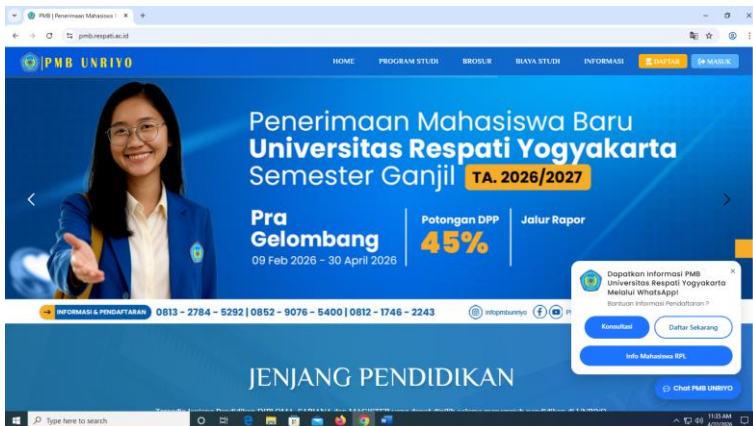 PMB | Penerimaan Mahasiswa
pmb.respati.ac.id
PMB UNRIYO
HOME PROGRAM STUDI BROSUR BIAYA STUDI INFORMASI DAFTAR MASUK
Penerimaan Mahasiswa Baru
Universitas Respati Yogyakarta
Semester Ganjil TA. 2026/2027
Pra
Gelombang
09 Feb 2026 - 30 April 2026
Potongan DPP
45%
Jalur Rapor
INFORMASI & PENDAFTARAN 0813 - 2784 - 5292 | 0852 - 9076 - 5400 | 0812 - 1746 - 2243 infopmbunriyo
Dapatkan Informasi PMB
Universitas Respati Yogyakarta
Melalui WhatsApp!
Bantuan Informasi Pendaftaran ?
Konsultasi Daftar Sekarang
Info Mahasiswa RPL
Chat PMB UNRIYO
JENJANG PENDIDIKAN
Type here to search
11:35 AM